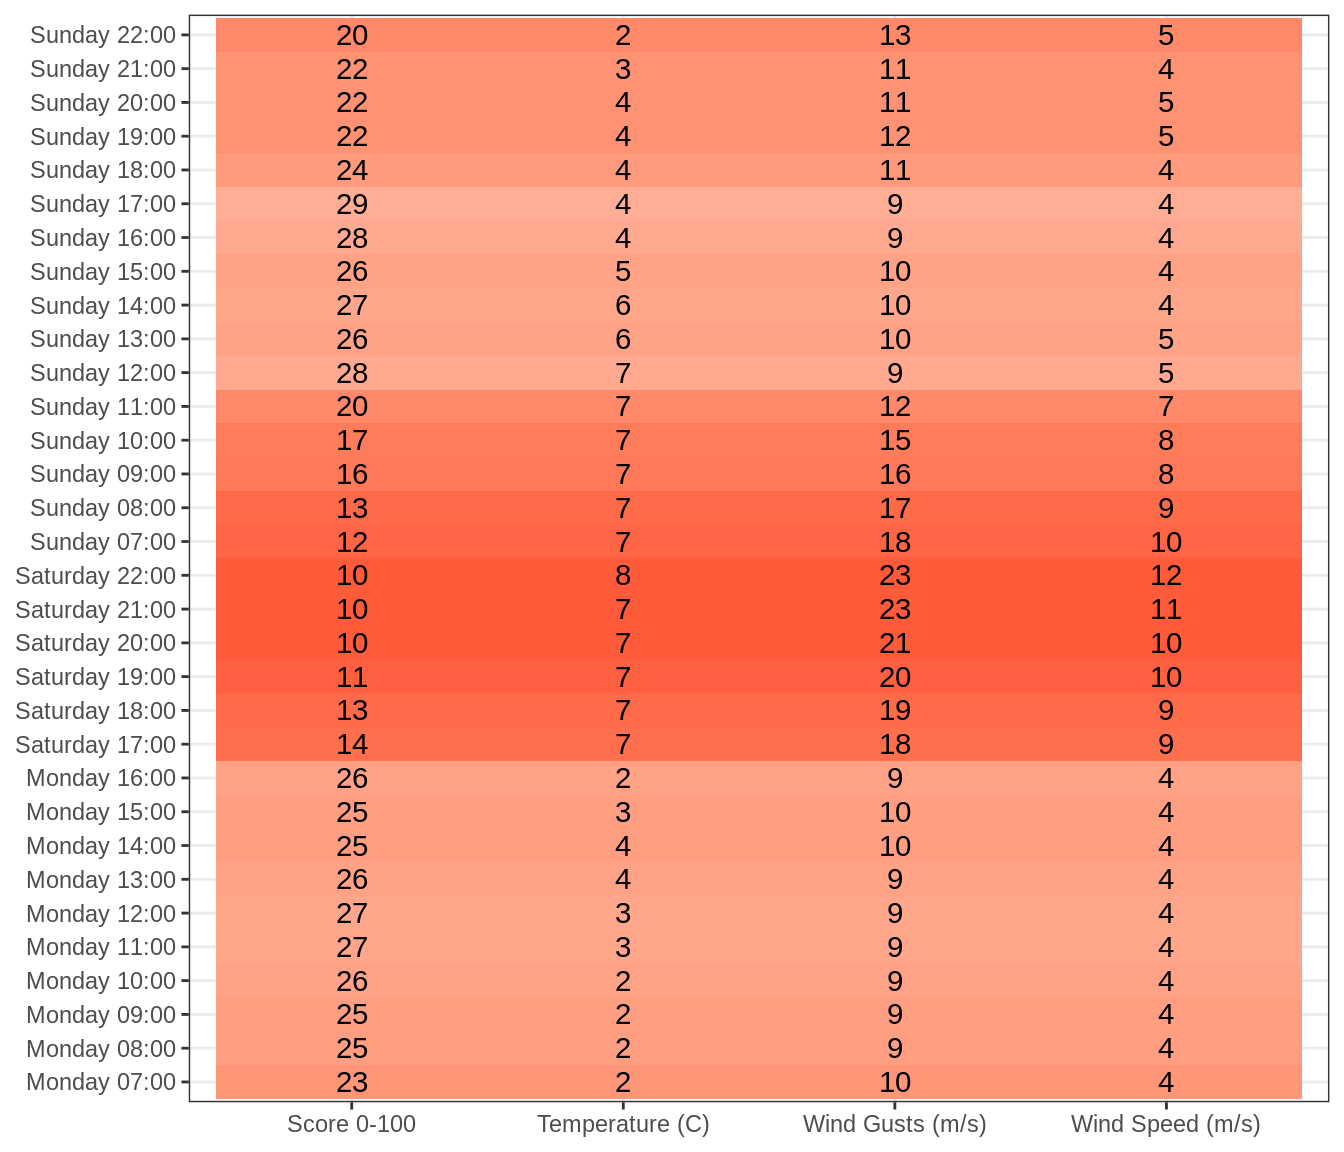 Sunday 22:00 20 2 13 5
Sunday 21:00 22 3 11 4
Sunday 20:00 22 4 11 5
Sunday 19:00 22 4 12 5
Sunday 18:00 24 4 11 4
Sunday 17:00 29 4 9 4
Sunday 16:00 28 4 9 4
Sunday 15:00 26 5 10 4
Sunday 14:00 27 6 10 4
Sunday 13:00 26 6 10 5
Sunday 12:00 28 7 9 5
Sunday 11:00 20 7 12 7
Sunday 10:00 17 7 15 8
Sunday 09:00 16 7 16 8
Sunday 08:00 13 7 17 9
Sunday 07:00 12 7 18 10
Saturday 22:00 10 8 23 12
Saturday 21:00 10 7 23 11
Saturday 20:00 10 7 21 10
Saturday 19:00 11 7 20 10
Saturday 18:00 13 7 19 9
Saturday 17:00 14 7 18 9
Monday 16:00 26 2 9 4
Monday 15:00 25 3 10 4
Monday 14:00 25 4 10 4
Monday 13:00 26 4 9 4
Monday 12:00 27 3 9 4
Monday 11:00 27 3 9 4
Monday 10:00 26 2 9 4
Monday 09:00 25 2 9 4
Monday 08:00 25 2 9 4
Monday 07:00 23 2 10 4
Score 0-100 Temperature (C) Wind Gusts (m/s) Wind Speed (m/s)